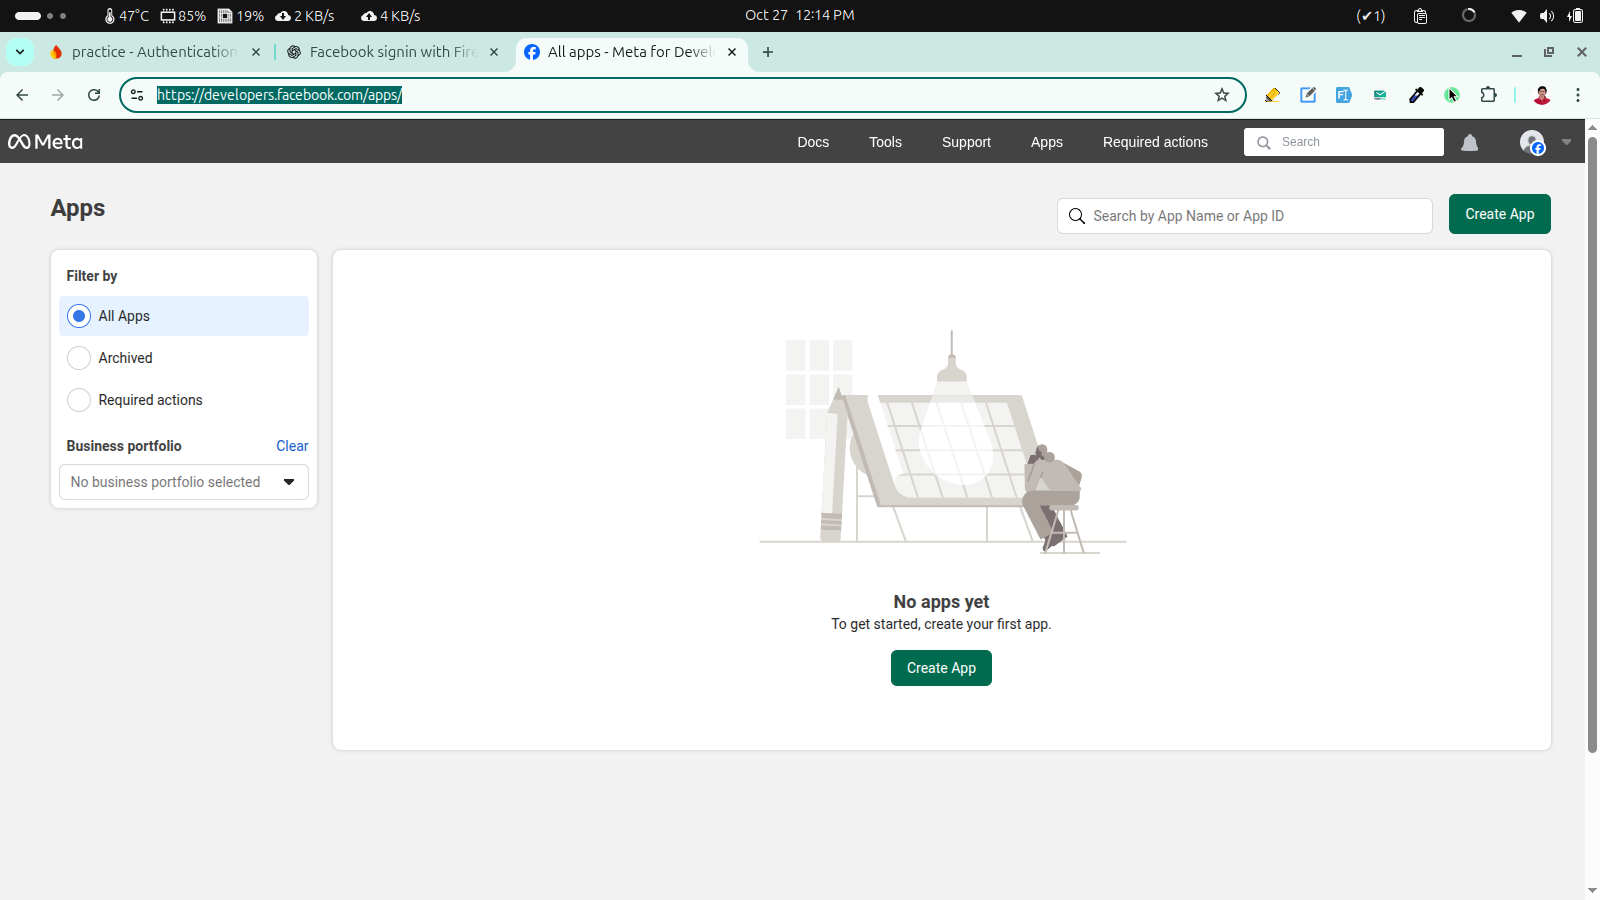 47°C 85% 19% 2 KB/s 4 KB/s Oct 27 12:14 PM (✔1)
practice - Authentication Facebook signin with Fire All apps - Meta for Devel
https://developers.facebook.com/apps/
Meta Docs Tools Support Apps Required actions Search
Apps
Search by App Name or App ID
Create App
Filter by
All Apps
Archived
Required actions
Business portfolio Clear
No business portfolio selected
No apps yet
To get started, create your first app.
Create App